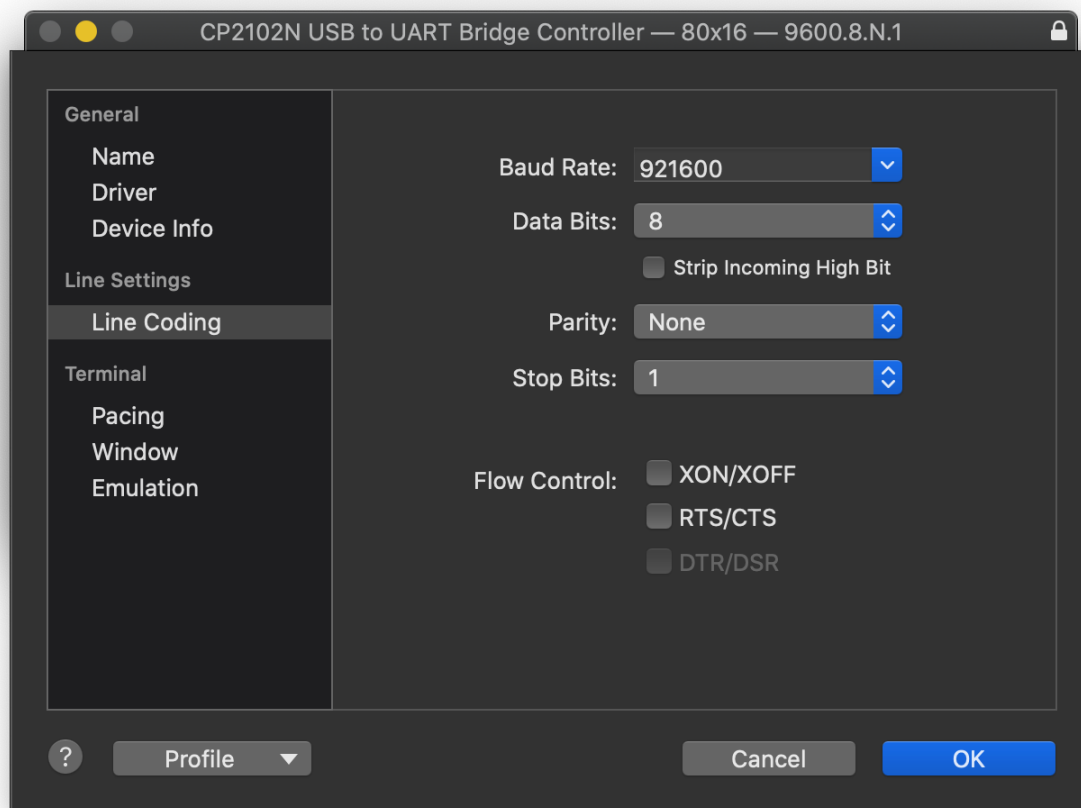 CP2102N USB to UART Bridge Controller — 80x16 — 9600.8.N.1
General
Name
Driver
Device Info
Line Settings
Line Coding
Terminal
Pacing
Window
Emulation
Baud Rate: 921600
Data Bits: 8
Strip Incoming High Bit
Parity: None
Stop Bits: 1
Flow Control: XON/XOFF
RTS/CTS
DTR/DSR
? Profile Cancel OK